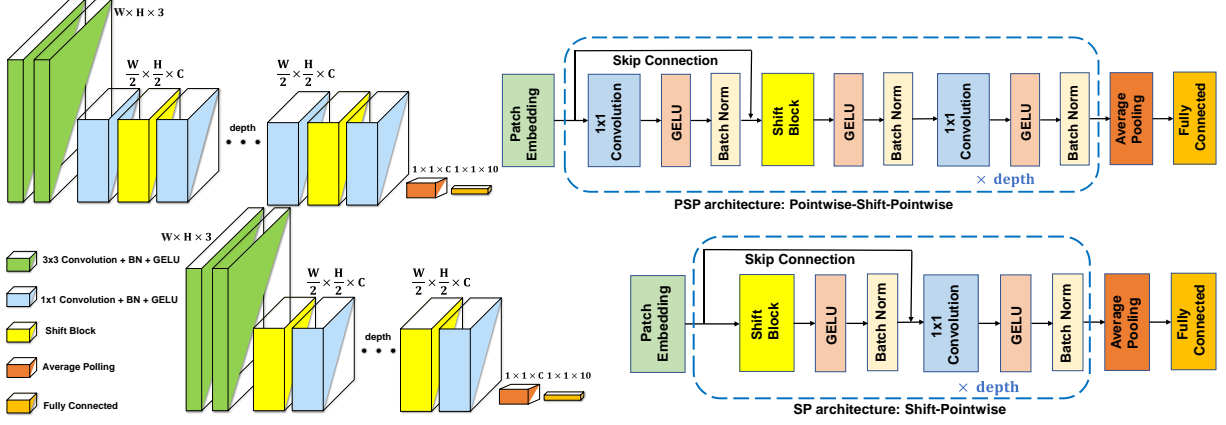 W × H × 3
W/2 × H/2 × C
W/2 × H/2 × C
depth
1 × 1 × C 1 × 1 × 10
W × H × 3
W/2 × H/2 × C
W/2 × H/2 × C
depth
1 × 1 × C 1 × 1 × 10
3x3 Convolution + BN + GELU
1x1 Convolution + BN + GELU
Shift Block
Average Polling
Fully Connected
Skip Connection
Patch
Embedding
1x1
Convolution
GELU
Batch Norm
Shift
Block
GELU
Batch Norm
1x1
Convolution
GELU
Batch Norm
Average
Pooling
Fully
Connected
× depth
PSP architecture: Pointwise-Shift-Pointwise
Skip Connection
Patch
Embedding
Shift
Block
GELU
Batch Norm
1x1
Convolution
GELU
Batch Norm
Average
Pooling
Fully
Connected
× depth
SP architecture: Shift-Pointwise